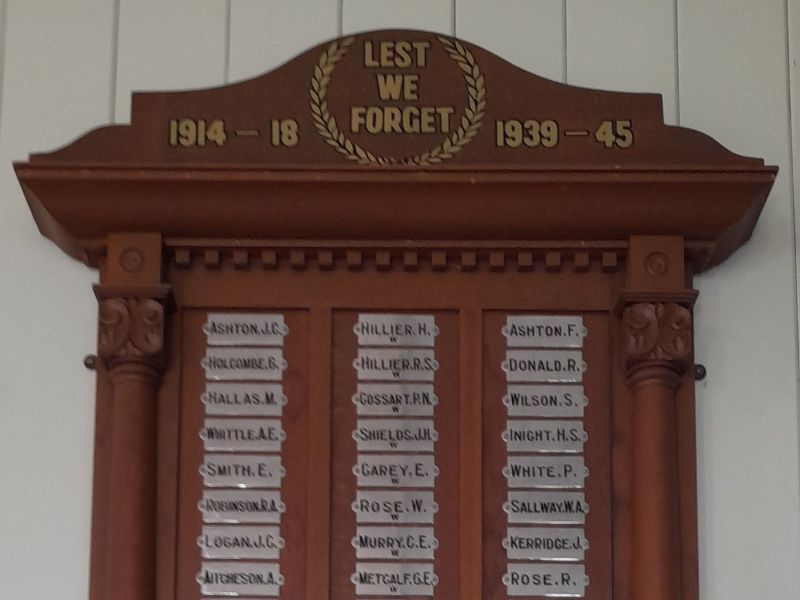 LEST
WE
FORGET
1914 - 18
1939 - 45
ASHTON.J.C.
HOLCOMBE.G.
HALLAS.M.
WHITTLE.A.E.
SMITH.E.
ROBINSON.R.A.
LOGAN.J.C.
AITCHESON.A.
HILLIER.H.
W
HILLIER.R.S.
W
GOSSART.P.N.
W
SHIELDS.J.H.
W
CAREY.E.
W
ROSE.W.
W
MURRY.C.E.
W
METCALF.G.E.
W
ASHTON.F.
DONALD.R.
WILSON.S.
INIGHT.H.S.
WHITE.P.
SALLWAY.W.A.
KERRIDGE.J.
ROSE.R.